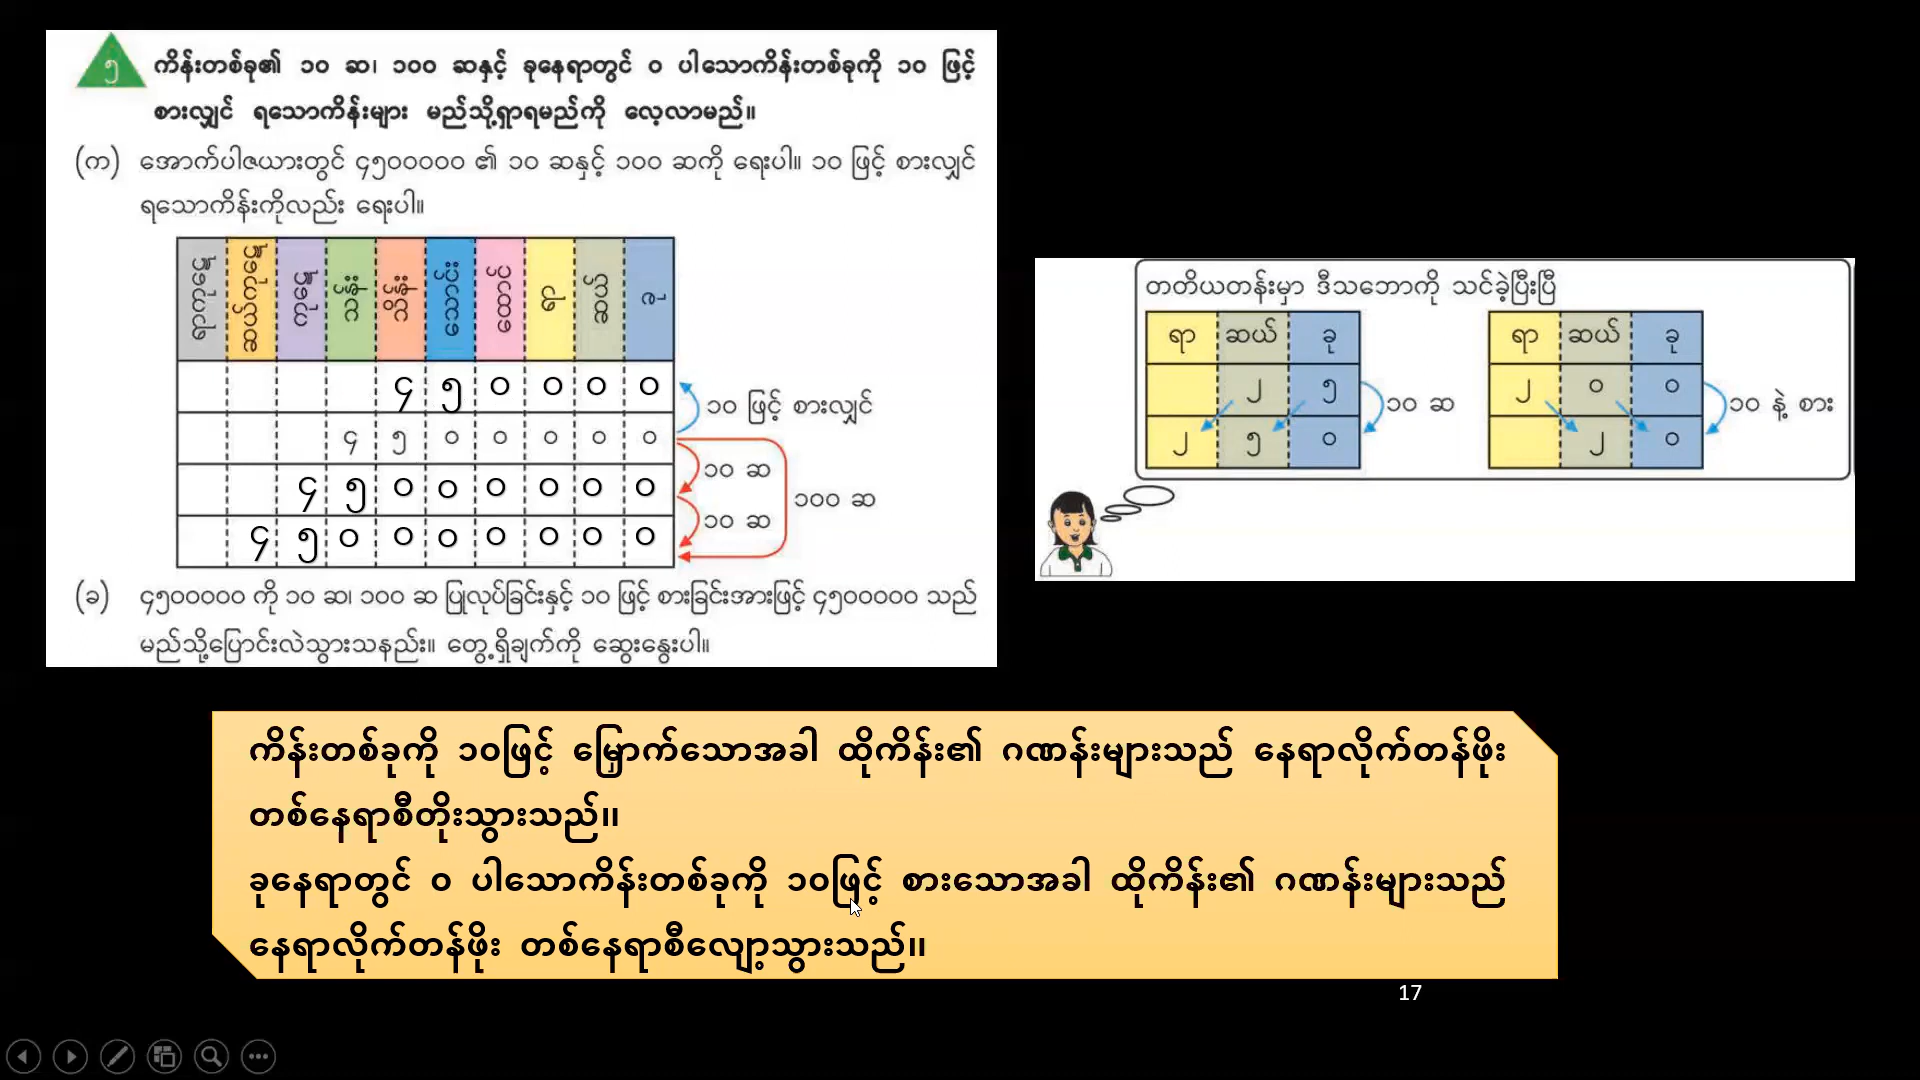 ၅ ကိန်းတစ်ခု၏ ၁၀ ဆ၊ ၁၀၀ ဆနှင့် ခုနေရာတွင် ၀ ပါသောကိန်းတစ်ခုကို ၁၀ ဖြင့်
စားလျှင် ရသောကိန်းများ မည်သို့ရှာရမည်ကို လေ့လာမည်။
(က) အောက်ပါဇယားတွင် ၄၅၀၀၀၀၀ ၏ ၁၀ ဆနှင့် ၁၀၀ ဆကို ရေးပါ။ ၁၀ ဖြင့် စားလျှင်
ရသောကိန်းကိုလည်း ရေးပါ။
ရာ ဆယ် ခု
၄ ၅ ၀ ၀ ၀ ၀
၁၀ ဖြင့် စားလျှင်
၄ ၅ ၀ ၀ ၀ ၀ ၀
၁၀ ဆ
၄ ၅ ၀ ၀ ၀ ၀ ၀ ၀
၁၀၀ ဆ
၁၀ ဆ
၄ ၅ ၀ ၀ ၀ ၀ ၀ ၀ ၀
(ခ) ၄၅၀၀၀၀၀ ကို ၁၀ ဆ၊ ၁၀၀ ဆ ပြုလုပ်ခြင်းနှင့် ၁၀ ဖြင့် စားခြင်းအားဖြင့် ၄၅၀၀၀၀၀ သည်
မည်သို့ပြောင်းလဲသွားသနည်း။ တွေ့ရှိချက်ကို ဆွေးနွေးပါ။
တတိယတန်းမှာ ဒီသဘောကို သင်ခဲ့ပြီးပြီ
ရာ ဆယ် ခု
၂ ၅
၁၀ ဆ
၂ ၅ ၀
ရာ ဆယ် ခု
၂ ၀ ၀
၁၀ နဲ့ စား
၂ ၀
ကိန်းတစ်ခုကို ၁၀ဖြင့် မြှောက်သောအခါ ထိုကိန်း၏ ဂဏန်းများသည် နေရာလိုက်တန်ဖိုး
တစ်နေရာစီတိုးသွားသည်။
ခုနေရာတွင် ၀ ပါသောကိန်းတစ်ခုကို ၁၀ဖြင့် စားသောအခါ ထိုကိန်း၏ ဂဏန်းများသည်
နေရာလိုက်တန်ဖိုး တစ်နေရာစီလျော့သွားသည်။
17